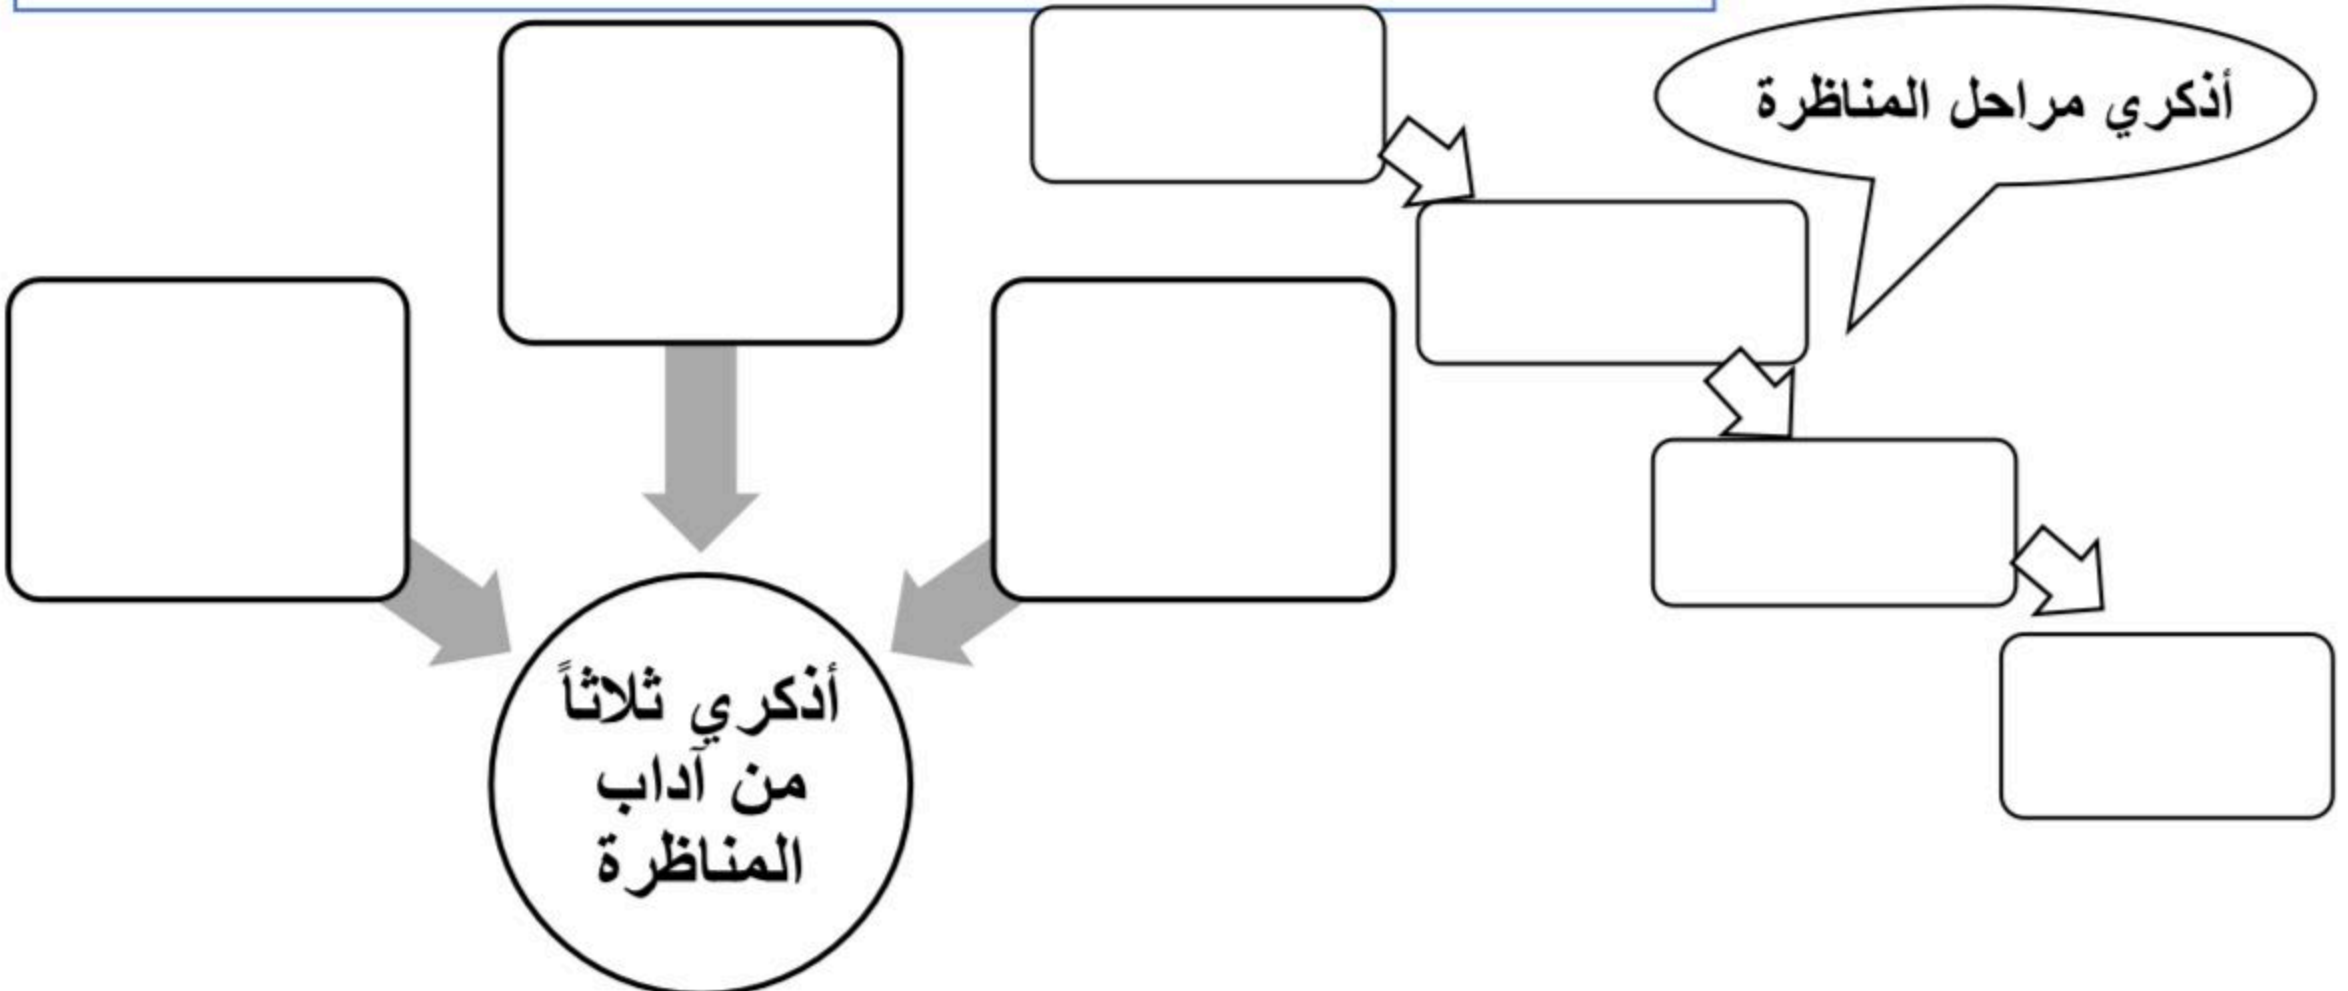 أذكري مراحل المناظرة
أذكري ثلاثاً
من آداب
المناظرة